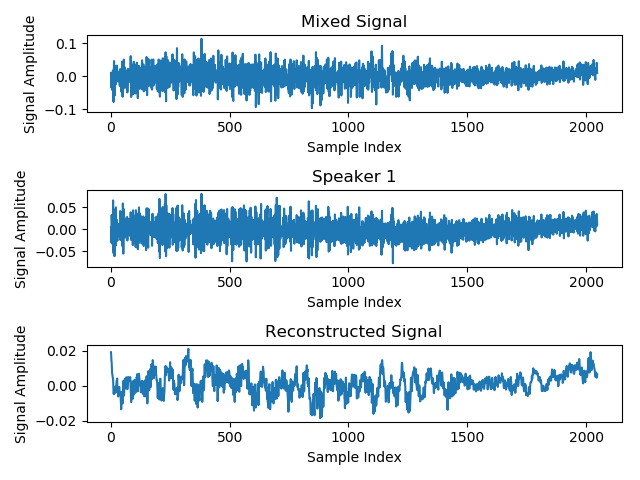 Mixed Signal
Signal Amplitude
0.1
0.0
−0.1
0
500
1000
1500
2000
Sample Index
Speaker 1
Signal Amplitude
0.05
0.00
−0.05
0
500
1000
1500
2000
Sample Index
Reconstructed Signal
Signal Amplitude
0.02
0.00
−0.02
0
500
1000
1500
2000
Sample Index